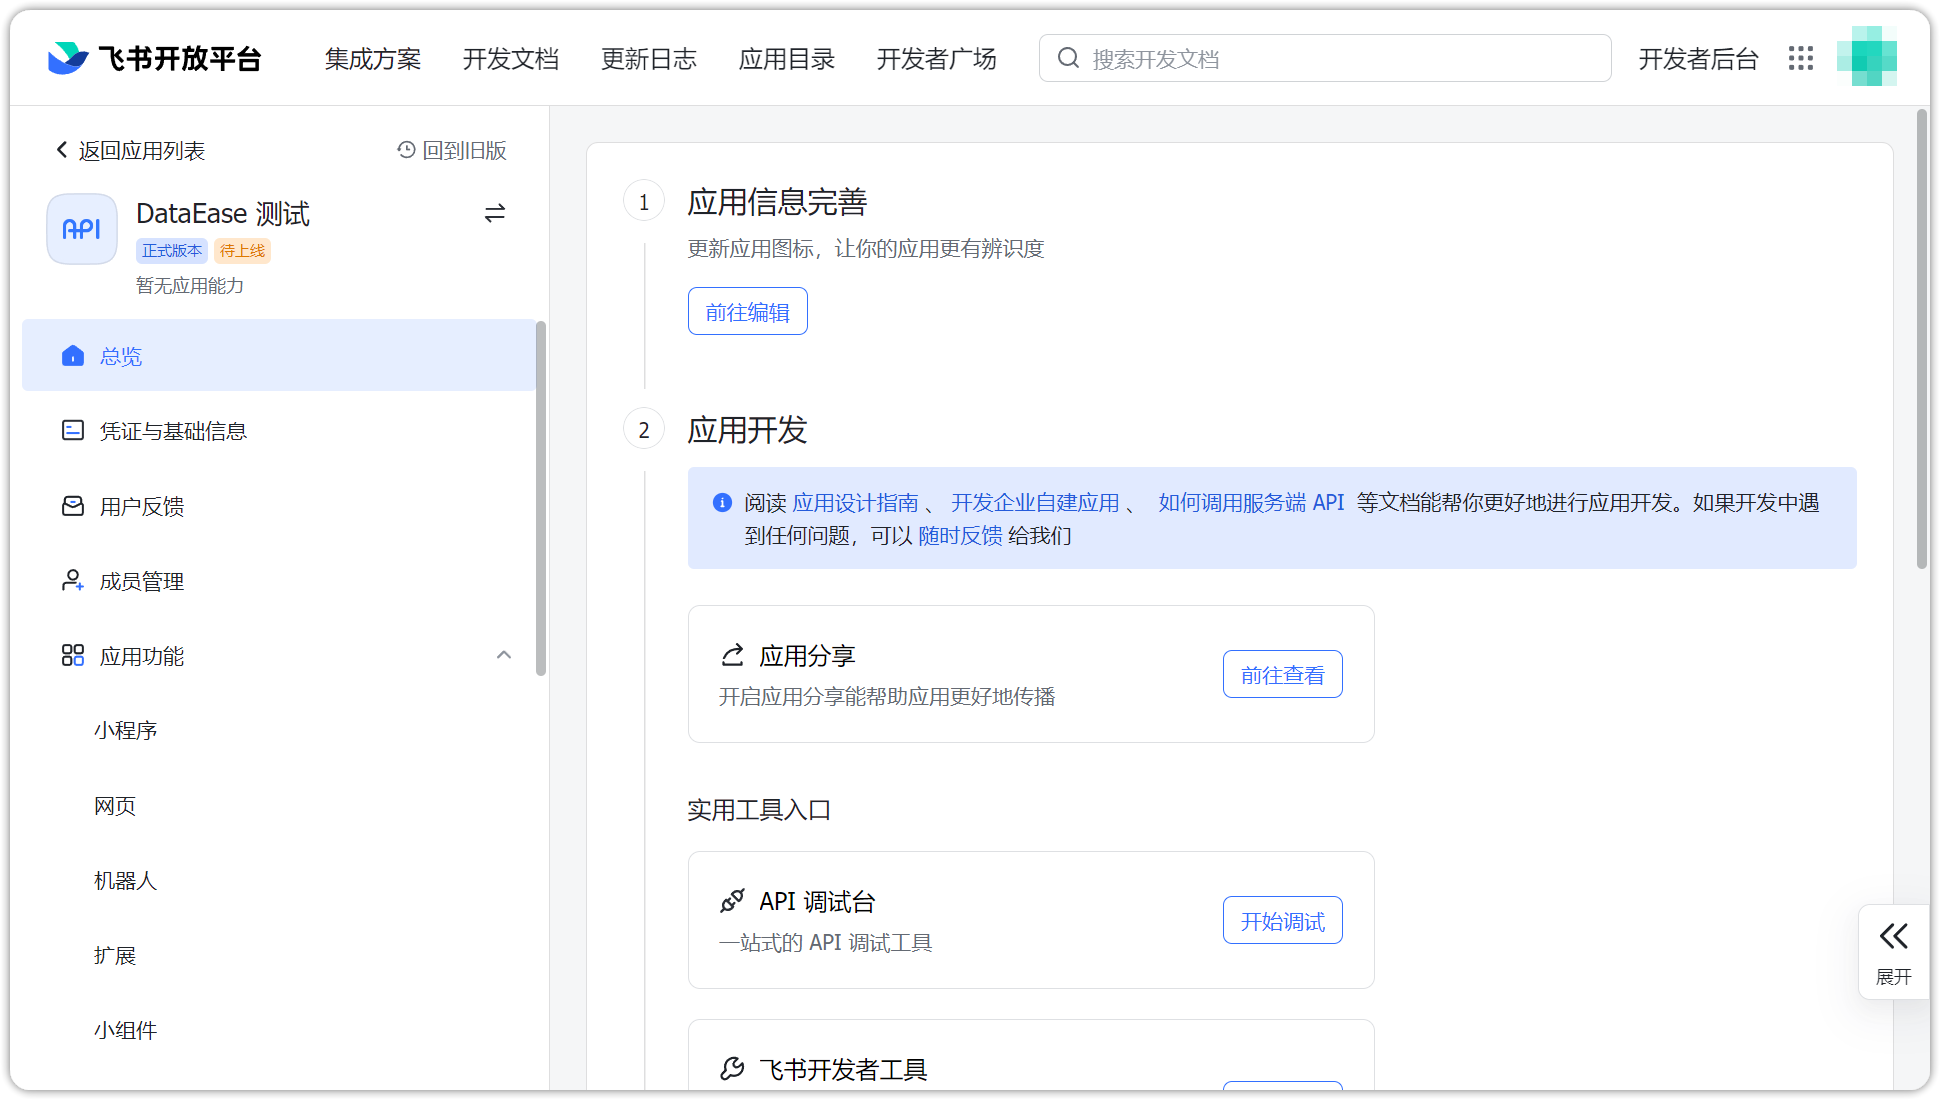 飞书开放平台
集成方案
开发文档
更新日志
应用目录
开发者广场
搜索开发文档
开发者后台
返回应用列表
回到旧版
API
DataEase 测试
正式版本
待上线
暂无应用能力
总览
凭证与基础信息
用户反馈
成员管理
应用功能
小程序
网页
机器人
扩展
小组件
1
应用信息完善
更新应用图标，让你的应用更有辨识度
前往编辑
2
应用开发
阅读 应用设计指南 、 开发企业自建应用 、 如何调用服务端 API 等文档能帮你更好地进行应用开发。如果开发中遇
到任何问题，可以 随时反馈 给我们
应用分享
开启应用分享能帮助应用更好地传播
前往查看
实用工具入口
API 调试台
一站式的 API 调试工具
开始调试
飞书开发者工具
展开